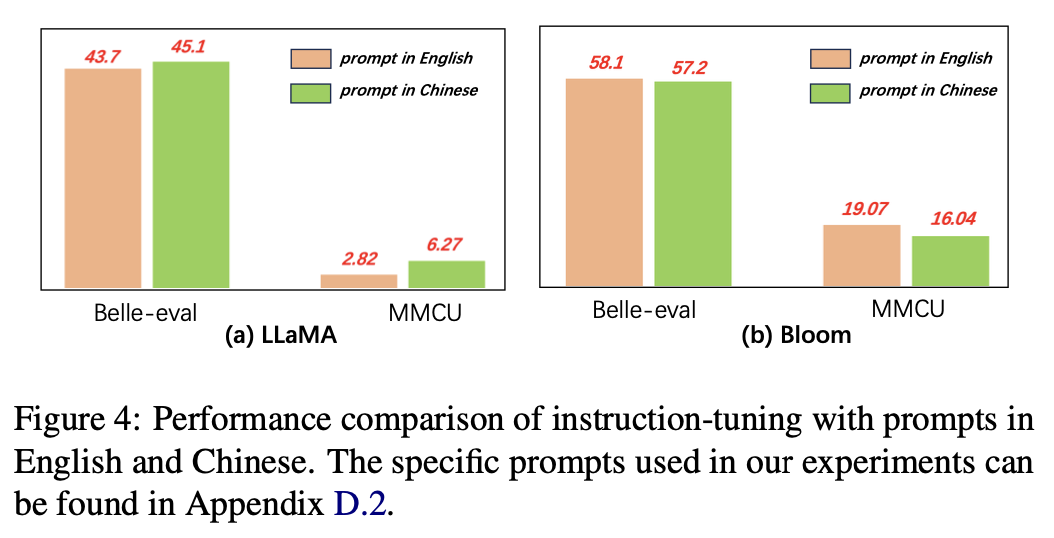 43.7
45.1
prompt in English
prompt in Chinese
2.82
6.27
Belle-eval
MMCU
(a) LLaMA
58.1
57.2
prompt in English
prompt in Chinese
19.07
16.04
Belle-eval
MMCU
(b) Bloom
Figure 4: Performance comparison of instruction-tuning with prompts in
English and Chinese. The specific prompts used in our experiments can
be found in Appendix D.2.